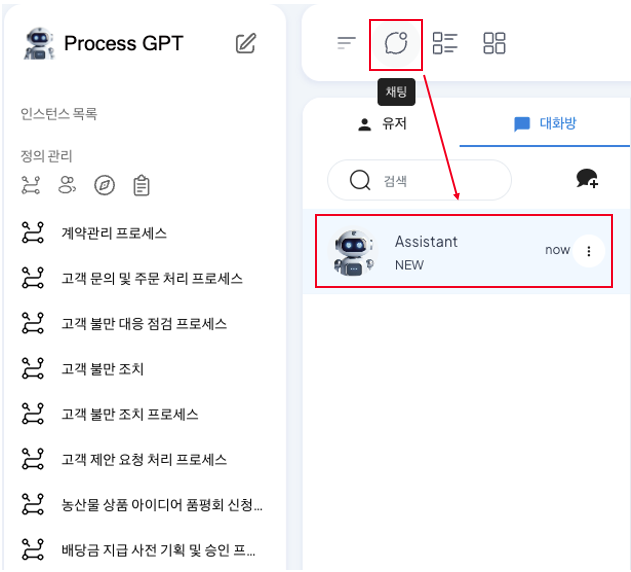 Process GPT
인스턴스 목록
정의 관리
계약관리 프로세스
고객 문의 및 주문 처리 프로세스
고객 불만 대응 점검 프로세스
고객 불만 조치
고객 불만 조치 프로세스
고객 제안 요청 처리 프로세스
농산물 상품 아이디어 품평회 신청...
배당금 지급 사전 기획 및 승인 프...
채팅
유저
대화방
검색
Assistant
now
NEW